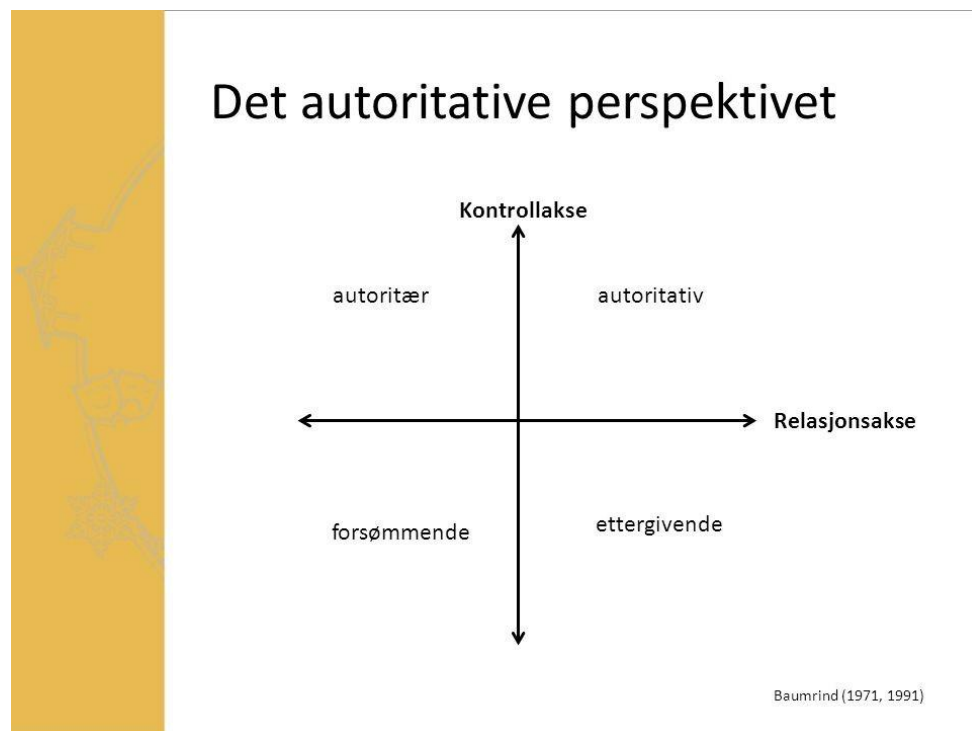 Det autoritative perspektivet
Kontrollakse
autoritær
autoritativ
Relasjonsakse
forsømmende
ettergivende
Baumrind (1971, 1991)